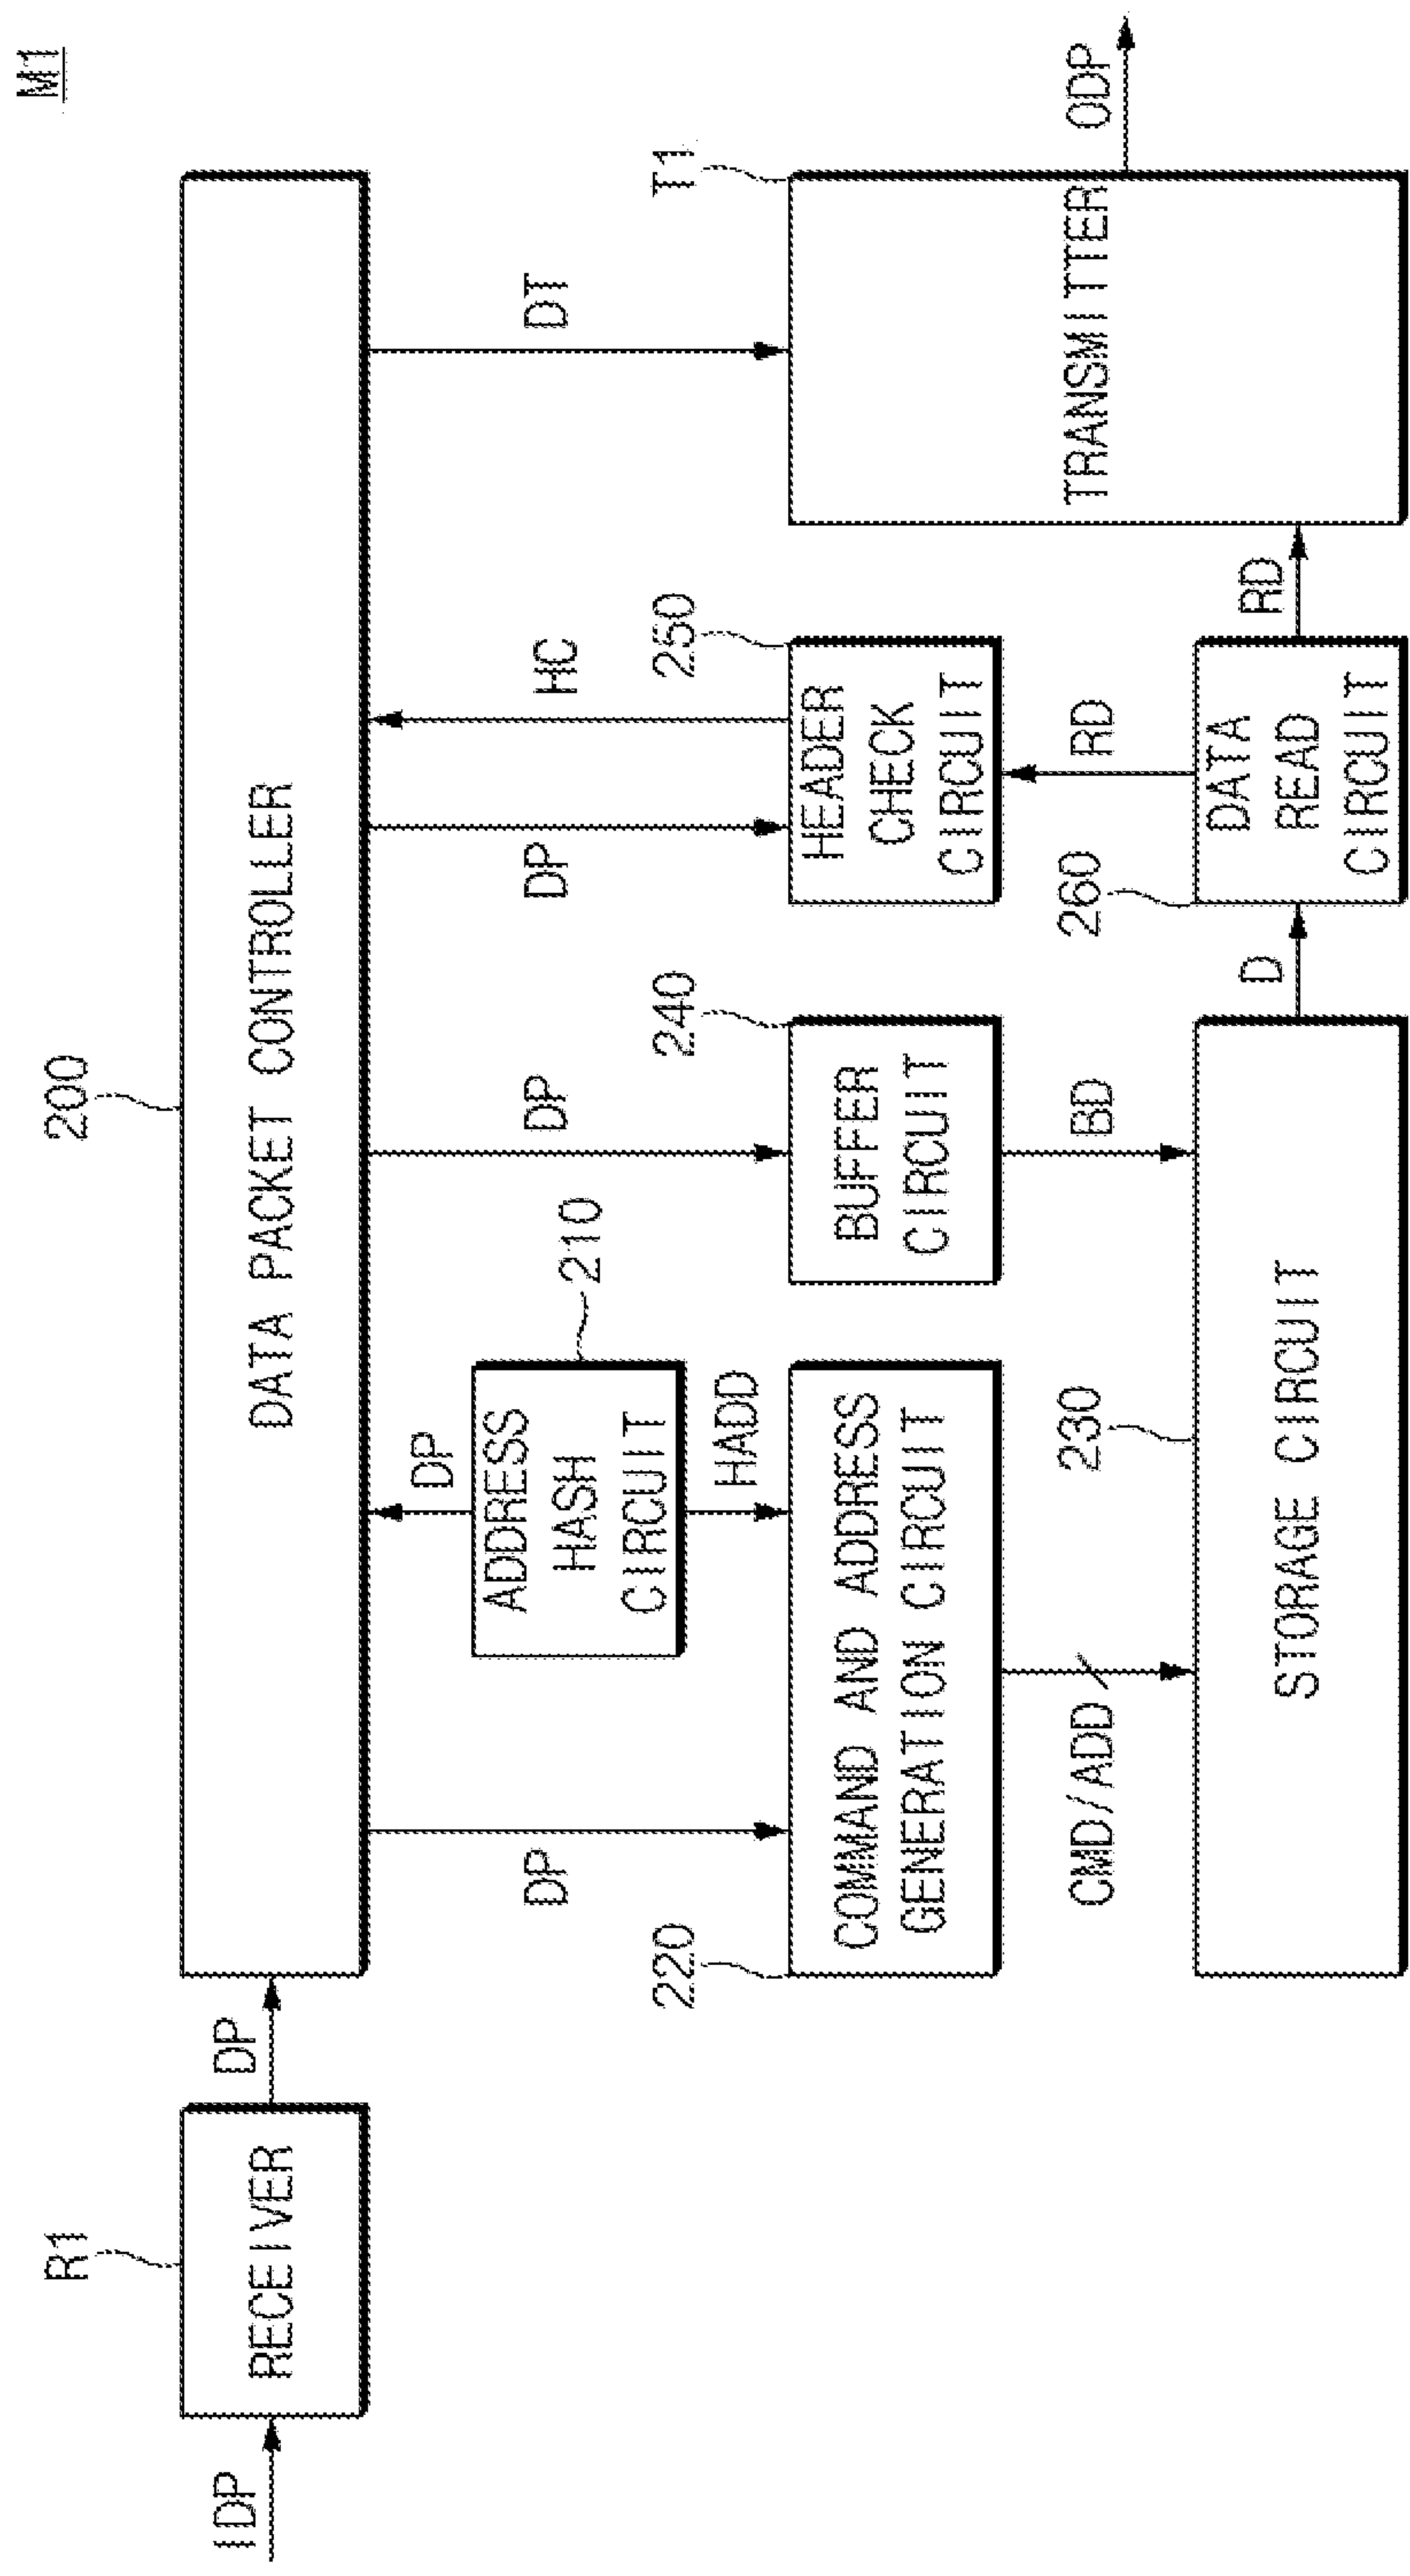 M1
200
R1
IDP
RECEIVER
DP
DATA PACKET CONTROLLER
DP
DP
ADDRESS
HASH
CIRCUIT
210
HADD
DP
DP
HC
DT
220
COMMAND AND ADDRESS
GENERATION CIRCUIT
240
BUFFER
CIRCUIT
250
HEADER
CHECK
CIRCUIT
T1
TRANSMITTER
ODP
CMD/ADD
230
BD
260
RD
STORAGE CIRCUIT
D
DATA
READ
CIRCUIT
RD